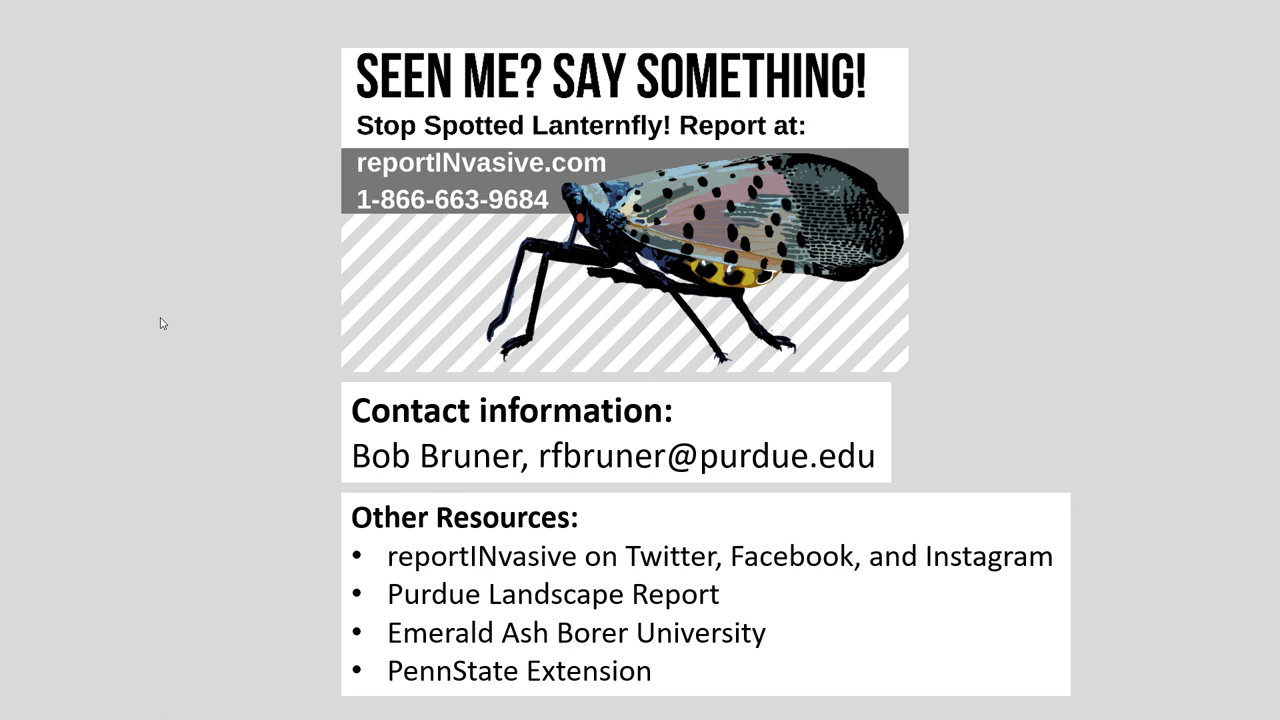 SEEN ME? SAY SOMETHING!
Stop Spotted Lanternfly! Report at:
reportINvasive.com
1-866-663-9684
Contact information:
Bob Bruner, rfbruner@purdue.edu
Other Resources:
• reportINvasive on Twitter, Facebook, and Instagram
• Purdue Landscape Report
• Emerald Ash Borer University
• PennState Extension